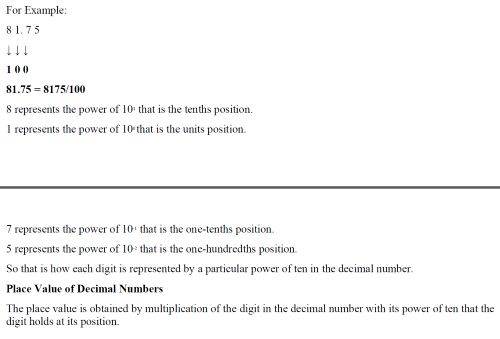 For Example:
8 1. 7 5
↓ ↓ ↓
1 0 0
81.75 = 8175/100
8 represents the power of 10¹ that is the tenths position.
1 represents the power of 10⁰ that is the units position.
7 represents the power of 10⁻¹ that is the one-tenths position.
5 represents the power of 10⁻² that is the one-hundredths position.
So that is how each digit is represented by a particular power of ten in the decimal number.
Place Value of Decimal Numbers
The place value is obtained by multiplication of the digit in the decimal number with its power of ten that the
digit holds at its position.